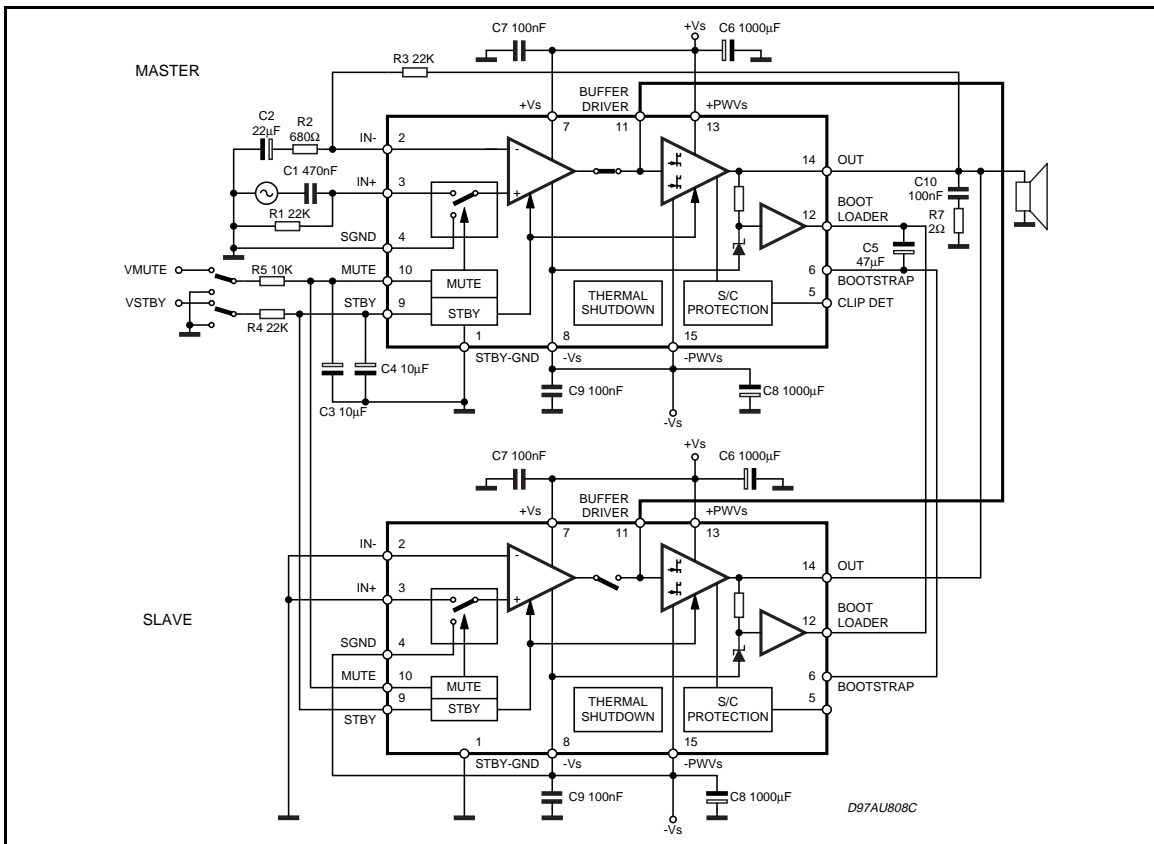 C7 100nF
+Vs
C6 1000µF
MASTER
R3 22K
+Vs
BUFFER
DRIVER
+PWVs
7
11
13
C2
22µF
R2
680Ω
IN-
2
-
14
OUT
C1 470nF
IN+
3
+
C10
100nF
R1 22K
BOOT
LOADER
12
R7
2Ω
SGND
4
C5
47µF
VMUTE
R5 10K
MUTE
10
MUTE
6
BOOTSTRAP
VSTBY
STBY
9
STBY
THERMAL
SHUTDOWN
S/C
PROTECTION
5
CLIP DET
R4 22K
1
8
15
STBY-GND
-Vs
-PWVs
C4 10µF
C3 10µF
C9 100nF
C8 1000µF
-Vs
+Vs
C7 100nF
C6 1000µF
BUFFER
DRIVER
+Vs
+PWVs
7
11
13
IN-
2
-
14
OUT
IN+
3
+
SLAVE
BOOT
LOADER
12
SGND
4
MUTE
10
MUTE
6
BOOTSTRAP
9
STBY
STBY
THERMAL
SHUTDOWN
S/C
PROTECTION
5
1
8
15
STBY-GND
-Vs
-PWVs
C9 100nF
C8 1000µF
D97AU808C
-Vs